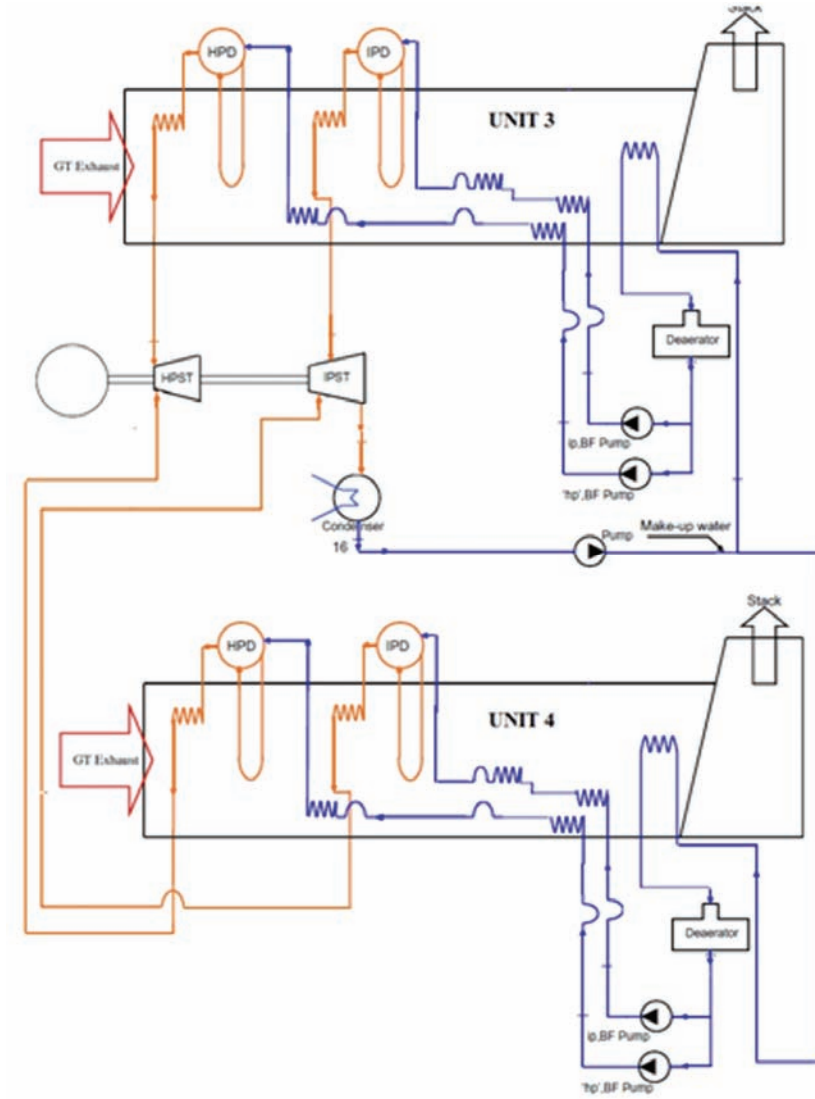 Stack
HPD
IPD
UNIT 3
GT Exhaust
Deaerator
HPST
IPST
ip,BF Pump
'hp',BF Pump
Condenser
16
Pump
Make-up water
Stack
HPD
IPD
UNIT 4
GT Exhaust
Deaerator
ip,BF Pump
'hp',BF Pump